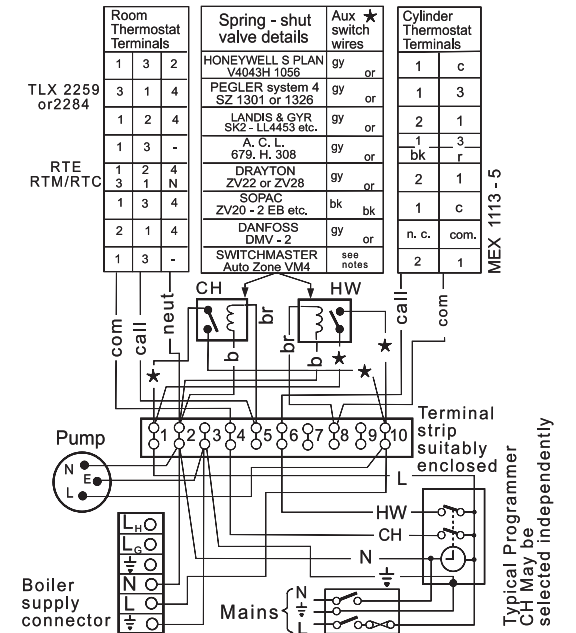 Room
Thermostat
Terminals
Spring - shut
valve details
Aux ★
switch
wires
Cylinder
Thermostat
Terminals
1 3 2
HONEYWELL S PLAN
V4043H 1056
gy or
1 c
TLX 2259
or2284
3 1 4
PEGLER system 4
SZ 1301 or 1326
gy or
1 3
1 2 4
LANDIS & GYR
SK2 - LL4453 etc.
gy or
2 1
1 3 -
A. C. L.
679. H. 308
gy or
1 3
bk r
RTE
RTM/RTC
1 2 4
3 1 N
DRAYTON
ZV22 or ZV28
gy or
2 1
1 3 4
SOPAC
ZV20 - 2 EB etc.
bk bk
1 c
2 1 4
DANFOSS
DMV - 2
gy or
n. c. com.
1 3 -
SWITCHMASTER
Auto Zone VM4
see
notes
2 1
MEX 1113 - 5
CH
HW
com
call
neut
b
br
br
b
call
com
★
★
★
★
1 2 3 4 5 6 7 8 9 10
Terminal
strip
suitably
enclosed
Pump
N
E
L
L
HW
CH
N
LH
LG
N
L
Boiler
supply
connector
Mains
N
L
Typical Programmer
CH May be
selected independently